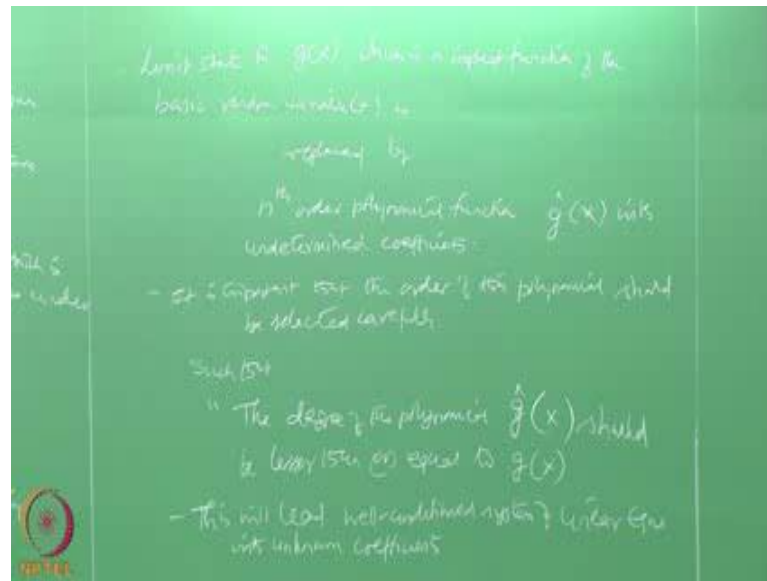 Limit state fn g(x) which is implicit function of the
basic random variable(s) is
replaced by
nth order polynomial function ĝ(x) with
undetermined coefficients.
- It is important that the order of this polynomial should
be selected carefully
Such that
" The degree of the polynomial ĝ(x) should
be lesser than (or) equal to g(x)
- This will lead well-conditioned system of linear Eqns
with unknown coefficients
NPTEL